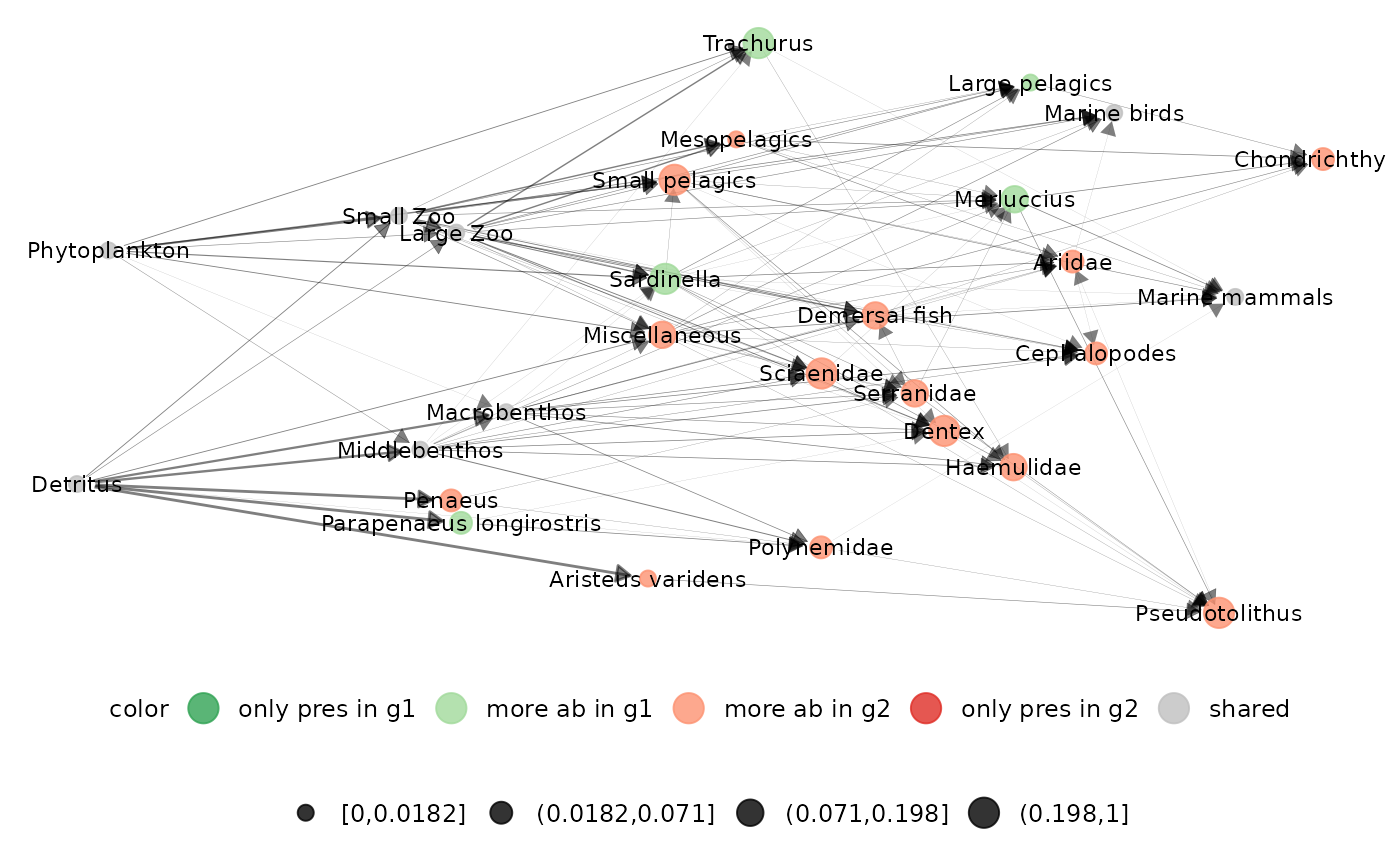 Trachurus
Large pelagics
Marine birds
Mesopelagics
Chondrichthy
Small pelagics
Merluccius
Small Zoo
Large Zoo
Phytoplankton
Ariidae
Sardinella
Marine mammals
Demersal fish
Miscellaneous
Cephalopodes
Sciaenidae
Serranidae
Macrobenthos
Dentex
Middlebenthos
Haemulidae
Detritus
Penaeus
Parapenaeus longirostris
Polynemidae
Aristeus varidens
Pseudotolithus
color only pres in g1 more ab in g1 more ab in g2 only pres in g2 shared
[0,0.0182] (0.0182,0.071] (0.071,0.198] (0.198,1]